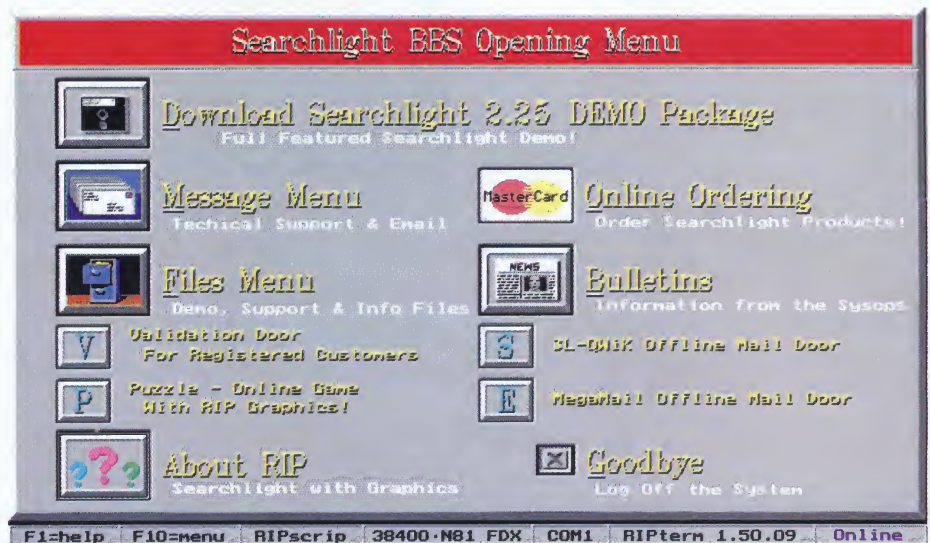 Searchlight BBS Opening Menu
Download Searchlight 2.25 DEMO Package
Full Featured Searchlight Demo!
Message Menu
Techical Support & Email
MasterCard
Online Ordering
Order Searchlight Products!
Files Menu
Demo, Support & Info Files
NEWS
Bulletins
Information from the Sysops
V
Validation Door
For Registered Customers
S
SL-QWiK Offline Mail Door
P
Puzzle - Online Game
With RIP Graphics!
E
MegaMail Offline Mail Door
???
About RIP
Searchlight with Graphics
X
Goodbye
Log Off the System
F1=help F10=menu RIPscrip 38400·N81 FDX COM1 RIPterm 1.50.09 Online